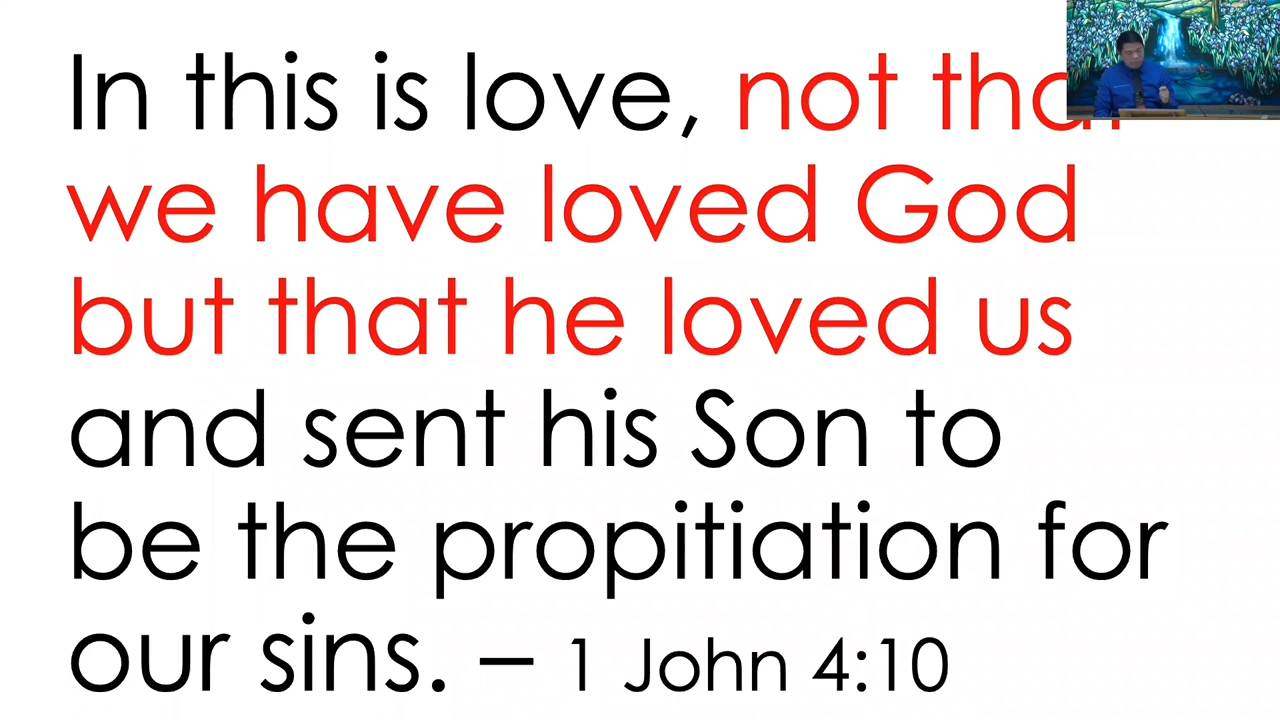 In this is love, not that
we have loved God
but that he loved us
and sent his Son to
be the propitiation for
our sins. – 1 John 4:10